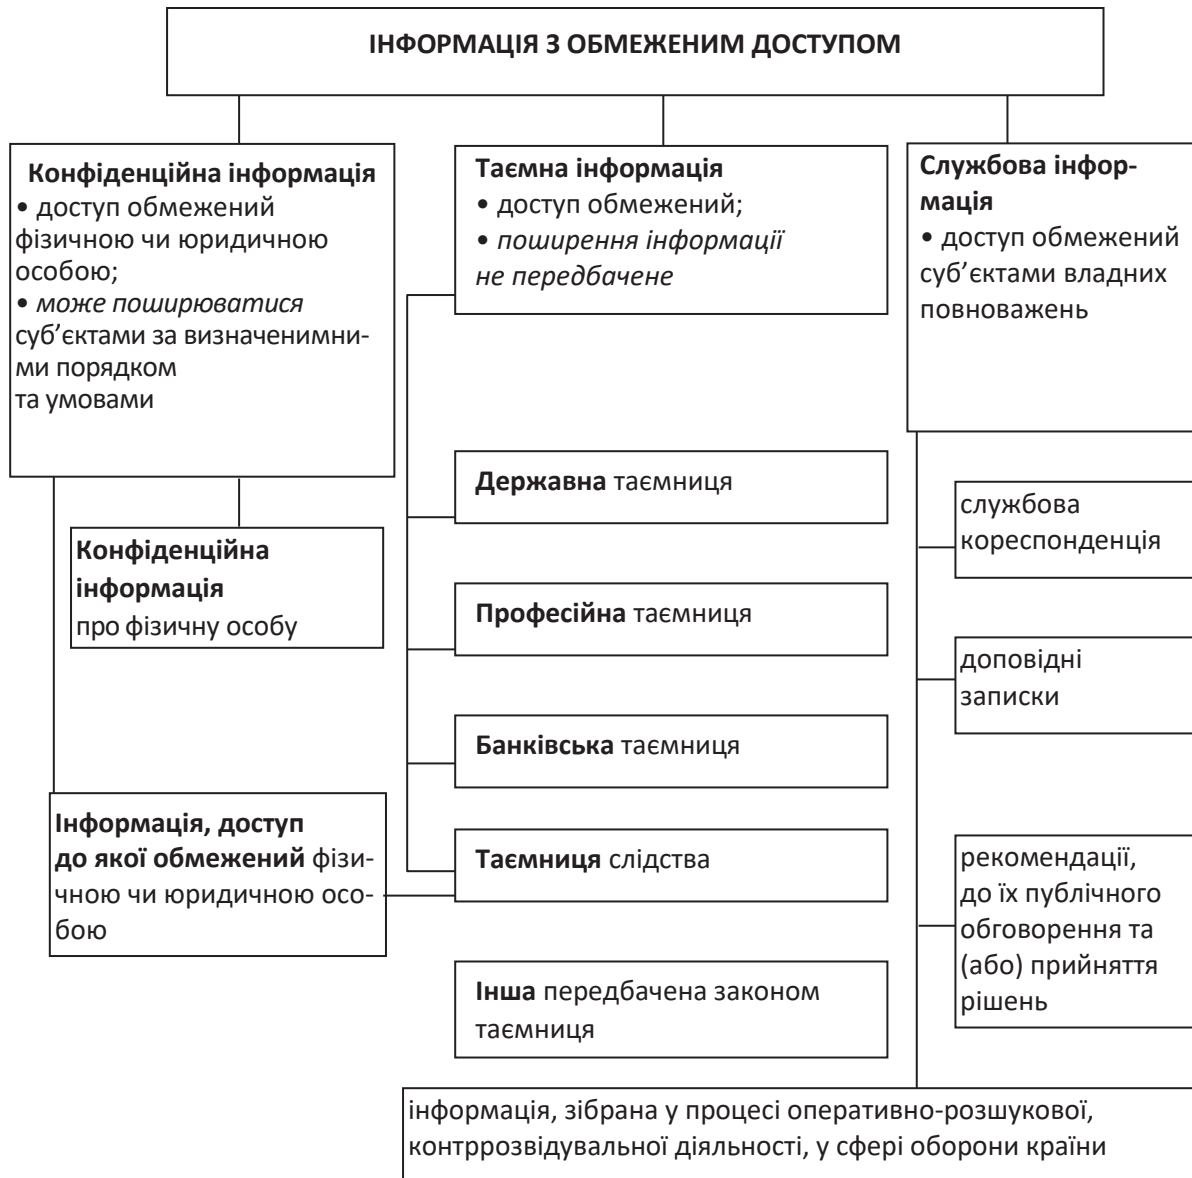 ІНФОРМАЦІЯ З ОБМЕЖЕНИМ ДОСТУПОМ
Конфіденційна інформація
• доступ обмежений
фізичною чи юридичною
особою;
• може поширюватися
суб’єктами за визначенимни-
ми порядком
та умовами
Таємна інформація
• доступ обмежений;
• поширення інформації
не передбачене
Службова інфор-
мація
• доступ обмежений
суб’єктами владних
повноважень
Конфіденційна
інформація
про фізичну особу
Інформація, доступ
до якої обмежений фізи-
чною чи юридичною осо-
бою
Державна таємниця
Професійна таємниця
Банківська таємниця
Таємниця слідства
Інша передбачена законом
таємниця
службова
кореспонденція
доповідні
записки
рекомендації,
до їх публічного
обговорення та
(або) прийняття
рішень
інформація, зібрана у процесі оперативно-розшукової,
контррозвідувальної діяльності, у сфері оборони країни